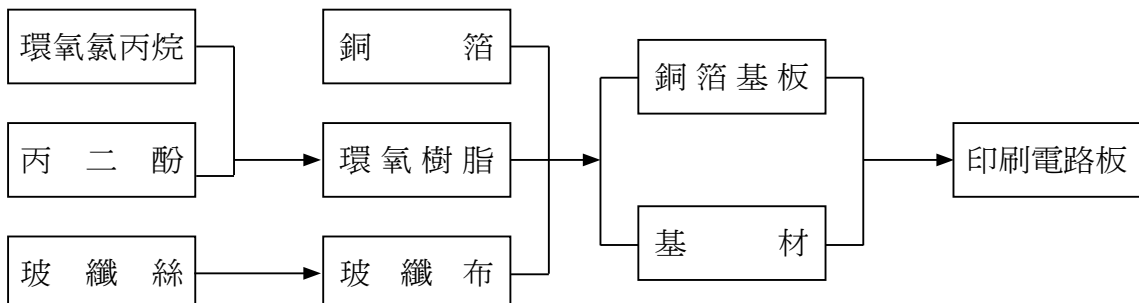 環氧氯丙烷
銅箔
銅箔基板
丙二酚
環氧樹脂
印刷電路板
基材
玻纖絲
玻纖布